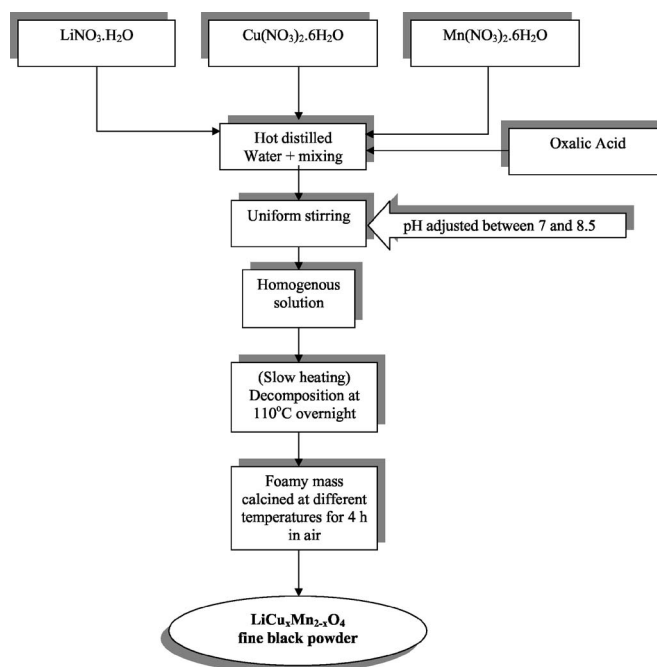 LiNO₃.H₂O
Cu(NO₃)₂.6H₂O
Mn(NO₃)₂.6H₂O
Hot distilled
Water + mixing
Oxalic Acid
Uniform stirring
pH adjusted between 7 and 8.5
Homogenous
solution
(Slow heating)
Decomposition at
110°C overnight
Foamy mass
calcined at different
temperatures for 4 h
in air
LiCuₓMn₂₋ₓO₄
fine black powder